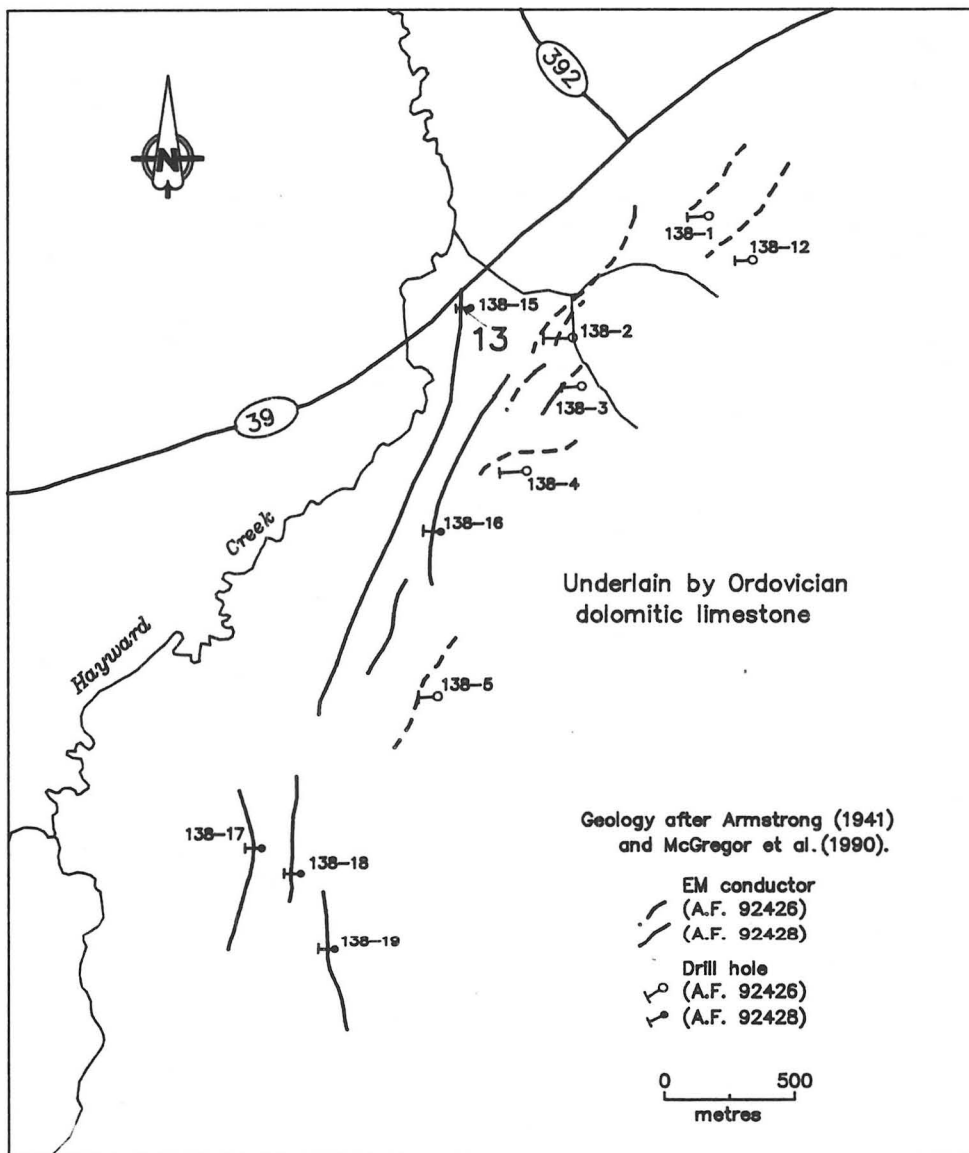 392
N
138-1
138-12
138-15
13
138-2
138-3
39
138-4
138-16
Creek
Underlain by Ordovician
dolomitic limestone
Hayward
138-5
Geology after Armstrong (1941)
and McGregor et al.(1990).
138-17
138-18
EM conductor
(A.F. 92426)
(A.F. 92428)
138-19
Drill hole
(A.F. 92426)
(A.F. 92428)
0 500
metres